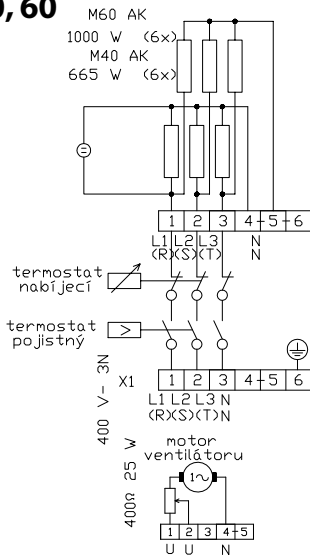 0, 60
M60 AK
1000 W (6x)
M40 AK
665 W (6x)
=
1 2 3 4-5-6
L1 L2 L3 N
(R)(S)(T) N
termostat
nabíjecí
termostat
pojistný
>
X1 1 2 3 4-5 6
L1 L2 L3 N
(R)(S)(T) N
400 V- 3N
motor
ventilátoru
1~
400Ω 25 W
1 2 3 4-5
U U N